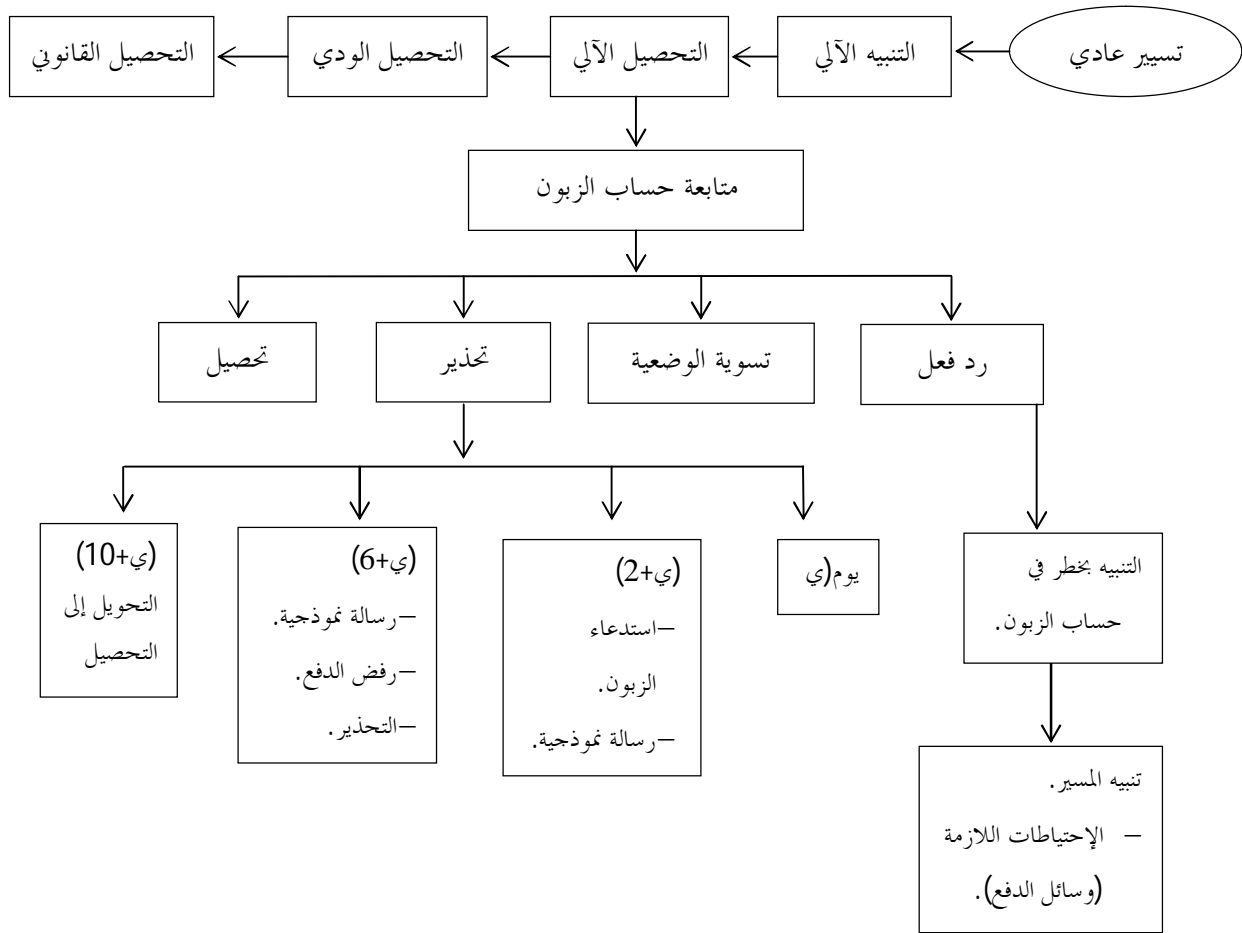 تسيير عادي
التنبيه الآلي
التحصيل الآلي
التحصيل الودي
التحصيل القانوني
متابعة حساب الزبون
رد فعل
تسوية الوضعية
تحذير
تحصيل
يوم(ي
(ي+2)
–استدعاء
الزبون.
–رسالة نموذجية.
(ي+6)
–رسالة نموذجية.
–رفض الدفع.
–التحذير.
(ي+10)
التحويل إلى
التحصيل
التنبيه بخطر في
حساب الزبون.
تنبيه المسير.
– الإحتياطات اللازمة
(وسائل الدفع).